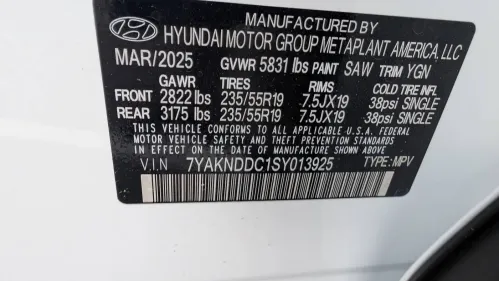 MANUFACTURED BY
HYUNDAI MOTOR GROUP METAPLANT AMERICA, LLC
MAR/2025 GVWR 5831 lbs PAINT SAW TRIM YGN
GAWR TIRES RIMS COLD TIRE INFL
FRONT 2822 lbs 235/55R19 7.5JX19 38psi SINGLE
REAR 3175 lbs 235/55R19 7.5JX19 38psi SINGLE
THIS VEHICLE CONFORMS TO ALL APPLICABLE U.S.FEDERAL
MOTOR VEHICLE SAFETY AND THEFT PREVENTION STANDARDS
IN EFFECT ON THE DATE OF MANUFACTURE SHOWN ABOVE.
V.I.N 7YAKNDDC1SY013925 TYPE:MPV